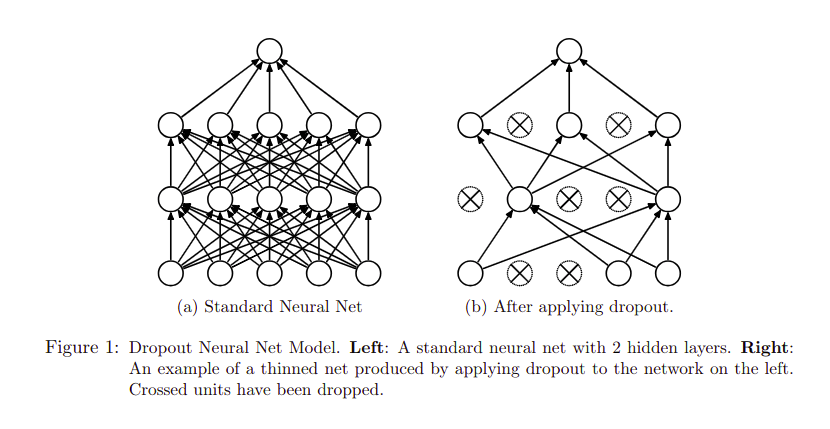 (a) Standard Neural Net
(b) After applying dropout.
Figure 1: Dropout Neural Net Model. Left: A standard neural net with 2 hidden layers. Right:
An example of a thinned net produced by applying dropout to the network on the left.
Crossed units have been dropped.